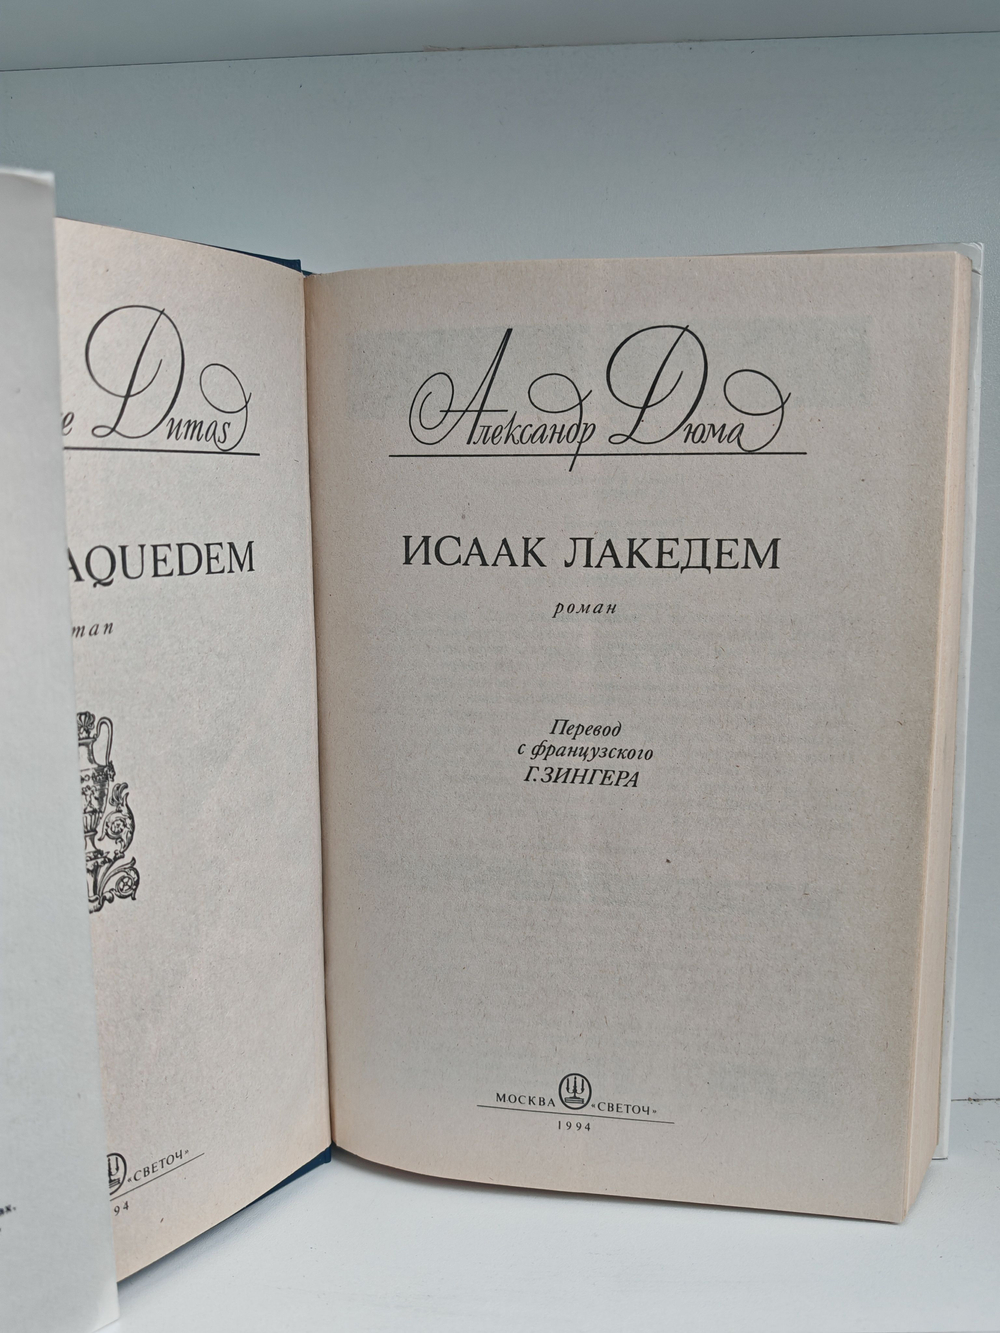 Dumas
AQUEDEM
man
«СВЕТОЧ»
94
Александр Дюма
ИСААК ЛАКЕДЕМ
роман
Перевод
с французского
Г.ЗИНГЕРА
МОСКВА «СВЕТОЧ»
1994